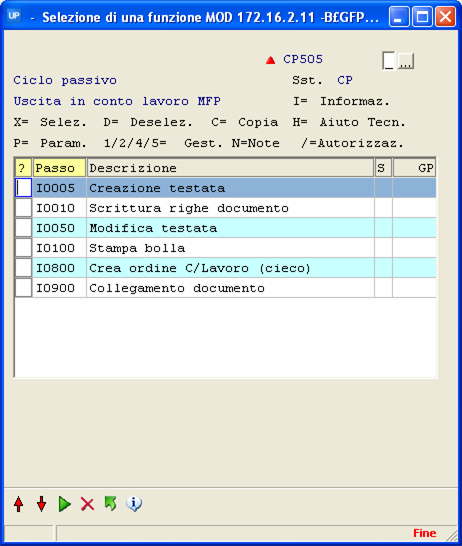 UP - Selezione di una funzione MOD 172.16.2.11 -B£GFP...
CP505 ...
Ciclo passivo Sst. CP
Uscita in conto lavoro MFP I= Informaz.
X= Selez. D= Deselez. C= Copia H= Aiuto Tecn.
P= Param. 1/2/4/5= Gest. N=Note /=Autorizzaz.
? Passo Descrizione S GP
I0005 Creazione testata
I0010 Scrittura righe documento
I0050 Modifica testata
I0100 Stampa bolla
I0800 Crea ordine C/Lavoro (cieco)
I0900 Collegamento documento
Fine